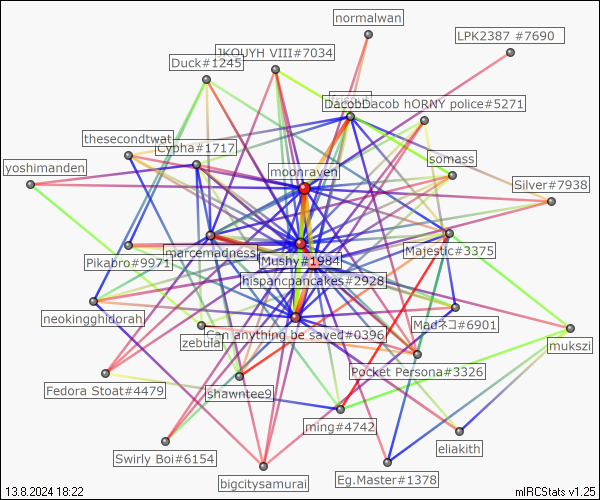 normalwan
LPK2387 #7690
JKOUYH VIII#7034
Duck#1245
DacobDacob hORNY police#5271
thesecondtwat
Cypha#1717
somass
yoshimanden
moonraven
Silver#7938
marcemadness
Majestic#3375
Pikabro#9971
Mushy#1984
hispancpancakes#2928
neokingghidorah
Madネコ#6901
zebula
Can anything be saved#0396
mukszi
Pocket Persona#3326
Fedora Stoat#4479
shawntee9
ming#4742
eliakith
Swirly Boi#6154
bigcitysamurai
Eg.Master#1378
13.8.2024 18:22
mIRCStats v1.25